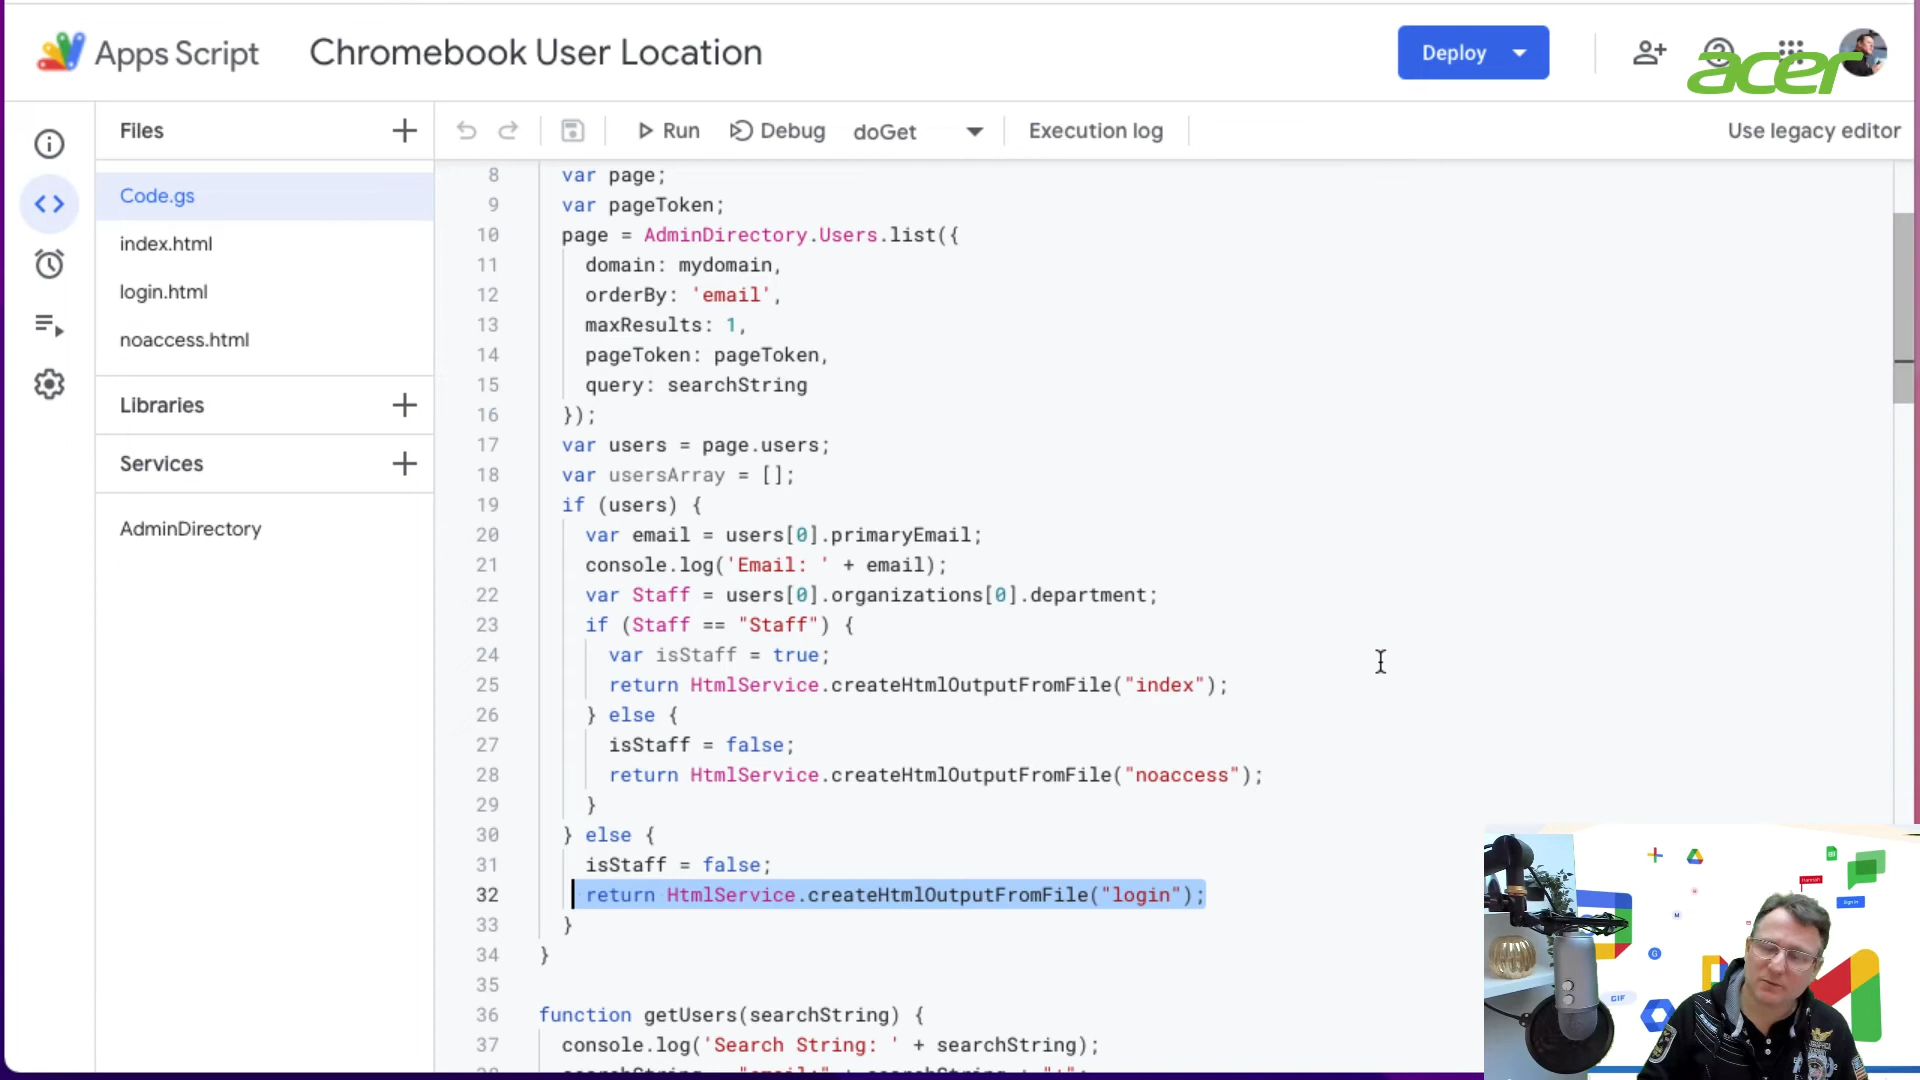 Apps Script
Chromebook User Location
Deploy
acer
Files
Run
Debug
doGet
Execution log
Use legacy editor
Code.gs
index.html
login.html
noaccess.html
Libraries
Services
AdminDirectory
8 var page;
9 var pageToken;
10 page = AdminDirectory.Users.list({
11 domain: mydomain,
12 orderBy: 'email',
13 maxResults: 1,
14 pageToken: pageToken,
15 query: searchString
16 });
17 var users = page.users;
18 var usersArray = [];
19 if (users) {
20 var email = users[0].primaryEmail;
21 console.log('Email: ' + email);
22 var Staff = users[0].organizations[0].department;
23 if (Staff == "Staff") {
24 var isStaff = true;
25 return HtmlService.createHtmlOutputFromFile("index");
26 } else {
27 isStaff = false;
28 return HtmlService.createHtmlOutputFromFile("noaccess");
29 }
30 } else {
31 isStaff = false;
32 return HtmlService.createHtmlOutputFromFile("login");
33 }
34 }
35
36 function getUsers(searchString) {
37 console.log('Search String: ' + searchString);
GIF